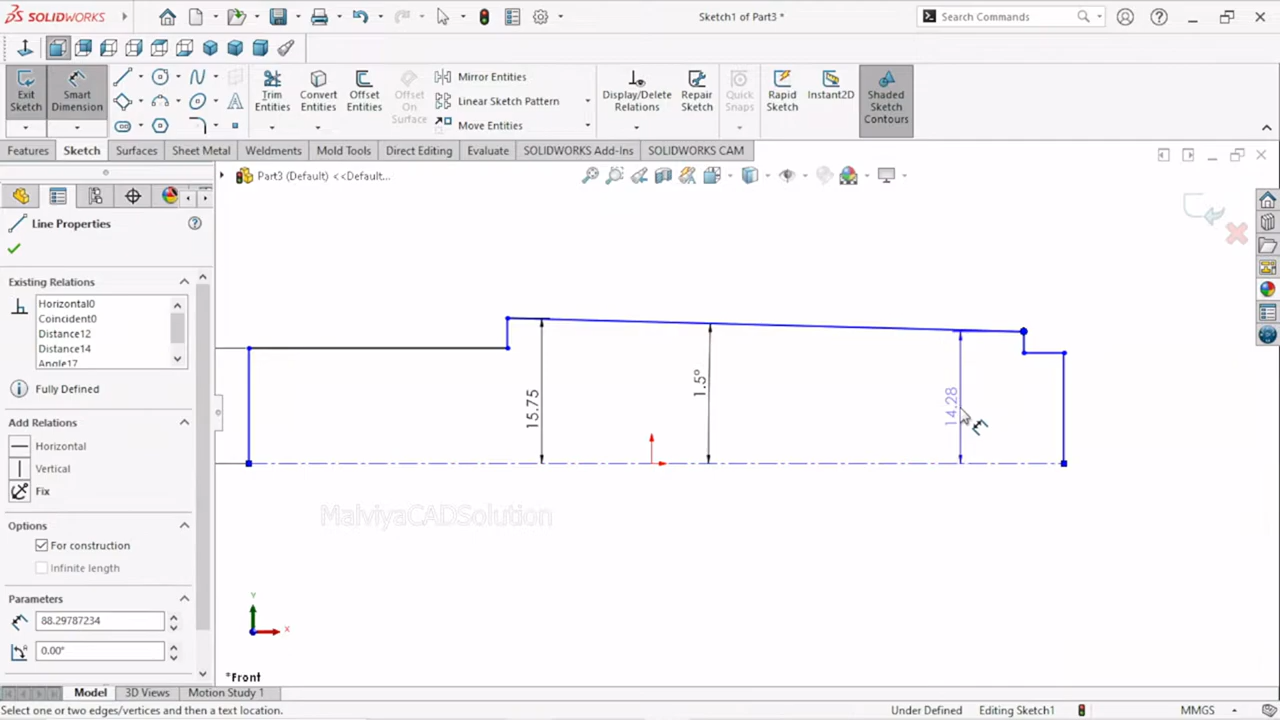 SOLIDWORKS
Sketch1 of Part3 *
Search Commands
Exit Sketch
Smart Dimension
Trim Entities
Convert Entities
Offset Entities
Offset On Surface
Mirror Entities
Linear Sketch Pattern
Move Entities
Display/Delete Relations
Repair Sketch
Quick Snaps
Rapid Sketch
Instant2D
Shaded Sketch Contours
Features
Sketch
Surfaces
Sheet Metal
Weldments
Mold Tools
Direct Editing
Evaluate
SOLIDWORKS Add-Ins
SOLIDWORKS CAM
Part3 (Default) <<Default...
Line Properties
Existing Relations
Horizontal0
Coincident0
Distance12
Distance14
Angle17
Fully Defined
Add Relations
Horizontal
Vertical
Fix
Options
For construction
Infinite length
Parameters
88.29787234
0.00°
15.75
1.5°
14.28
MalviyaCADSolution
Y
X
*Front
Model
3D Views
Motion Study 1
Select one or two edges/vertices and then a text location.
Under Defined
Editing Sketch1
MMGS